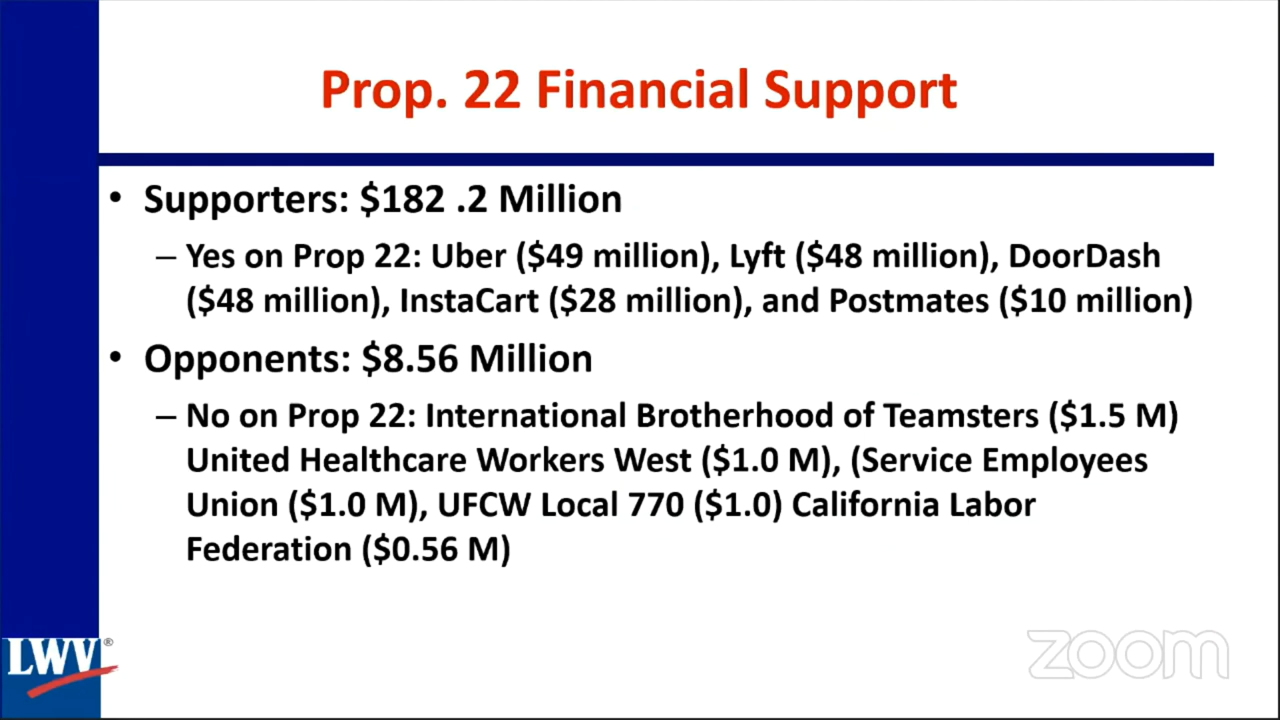 Prop. 22 Financial Support
• Supporters: $182 .2 Million
– Yes on Prop 22: Uber ($49 million), Lyft ($48 million), DoorDash
($48 million), InstaCart ($28 million), and Postmates ($10 million)
• Opponents: $8.56 Million
– No on Prop 22: International Brotherhood of Teamsters ($1.5 M)
United Healthcare Workers West ($1.0 M), (Service Employees
Union ($1.0 M), UFCW Local 770 ($1.0) California Labor
Federation ($0.56 M)
LWV®
zoom